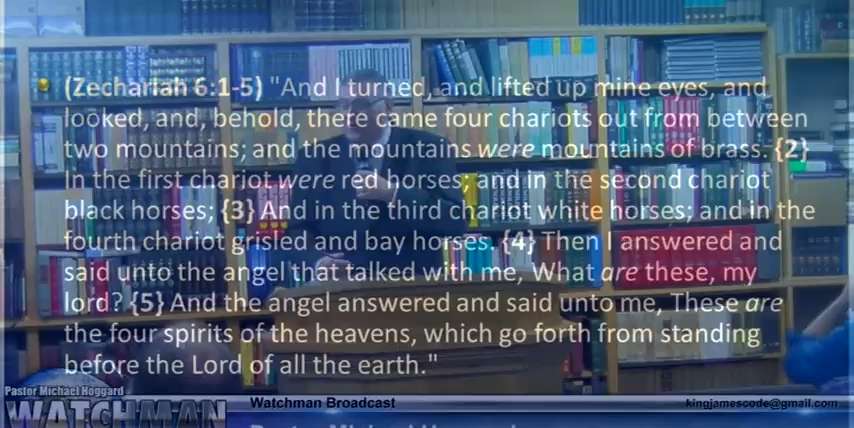 (Zechariah 6:1-5) "And I turned, and lifted up mine eyes, and
looked, and, behold, there came four chariots out from between
two mountains; and the mountains were mountains of brass. {2}
In the first chariot were red horses; and in the second chariot
black horses; {3} And in the third chariot white horses; and in the
fourth chariot grisled and bay horses. {4} Then I answered and
said unto the angel that talked with me, What are these, my
lord? {5} And the angel answered and said unto me, These are
the four spirits of the heavens, which go forth from standing
before the Lord of all the earth."
Pastor Michael Hoggard
WATCHMAN
Watchman Broadcast
kingjamescode@gmail.com